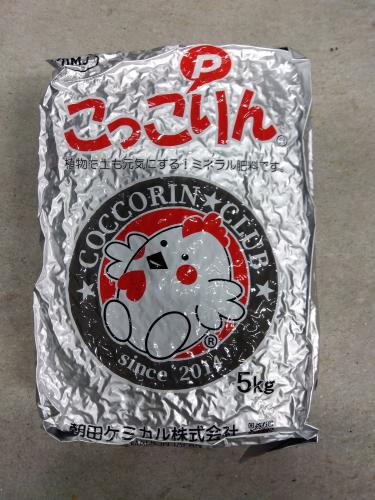 P
こっこりん
植物も土も元気にする！ミネラル肥料です。
COCCORIN★CLUB
since 2014
®
5kg
朝田ケミカル株式会社